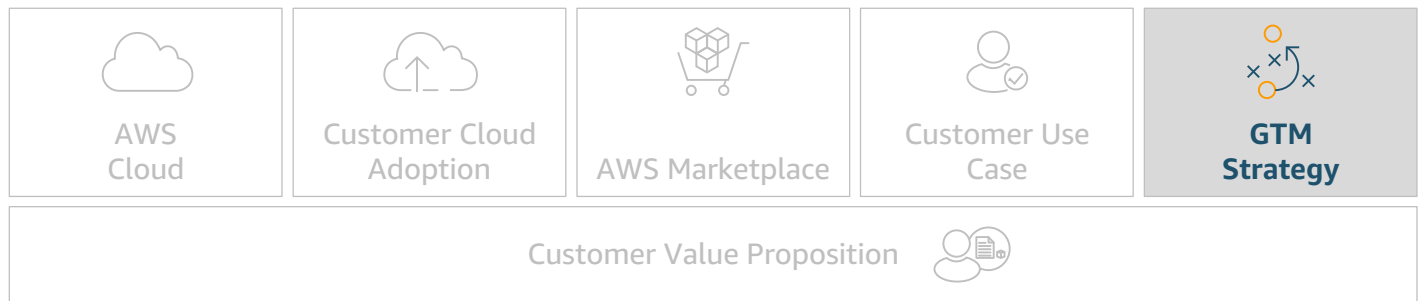 AWS
Cloud
Customer Cloud
Adoption
AWS Marketplace
Customer Use
Case
GTM
Strategy
Customer Value Proposition